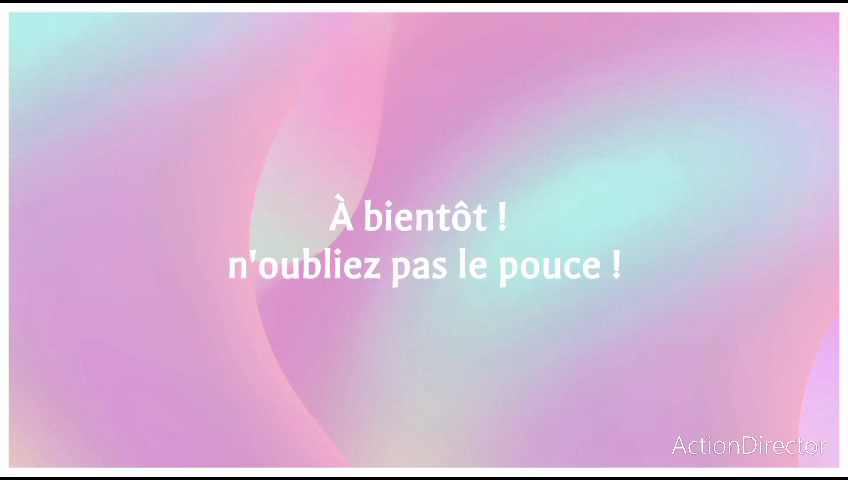 À bientôt !
n'oubliez pas le pouce !
ActionDirector